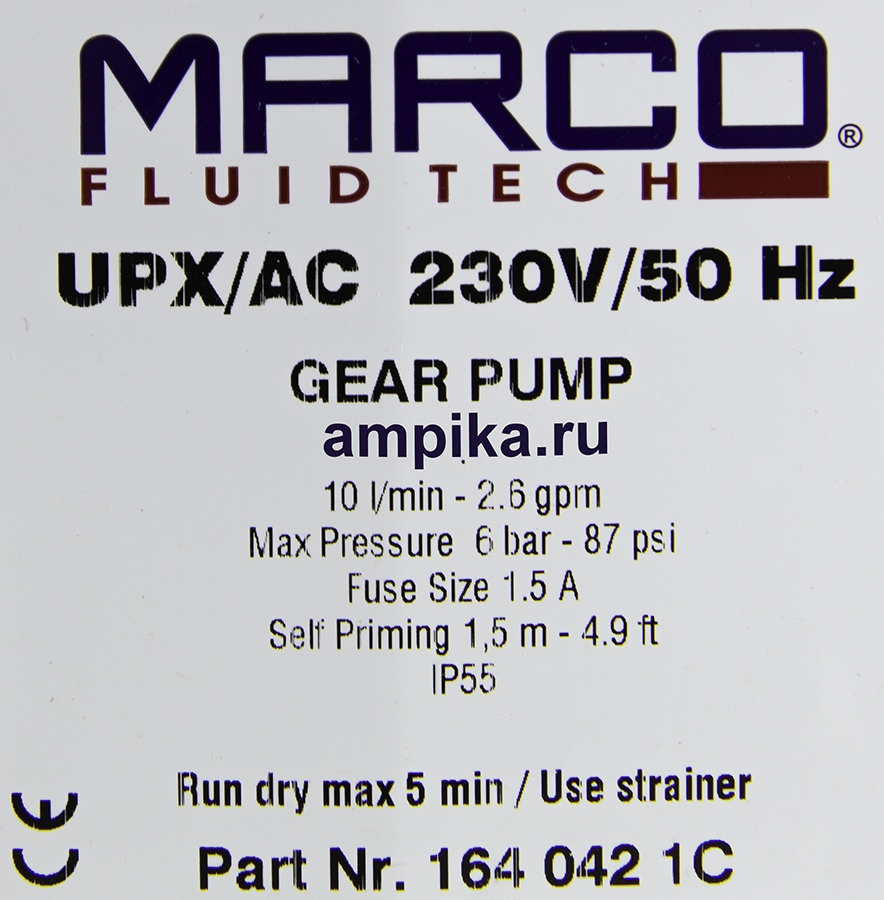 MARCO®
FLUID TECH
UPX/AC 230V/50 Hz
GEAR PUMP
ampika.ru
10 l/min - 2.6 gpm
Max Pressure 6 bar - 87 psi
Fuse Size 1.5 A
Self Priming 1,5 m - 4.9 ft
IP55
Run dry max 5 min / Use strainer
CE
Part Nr. 164 042 1C